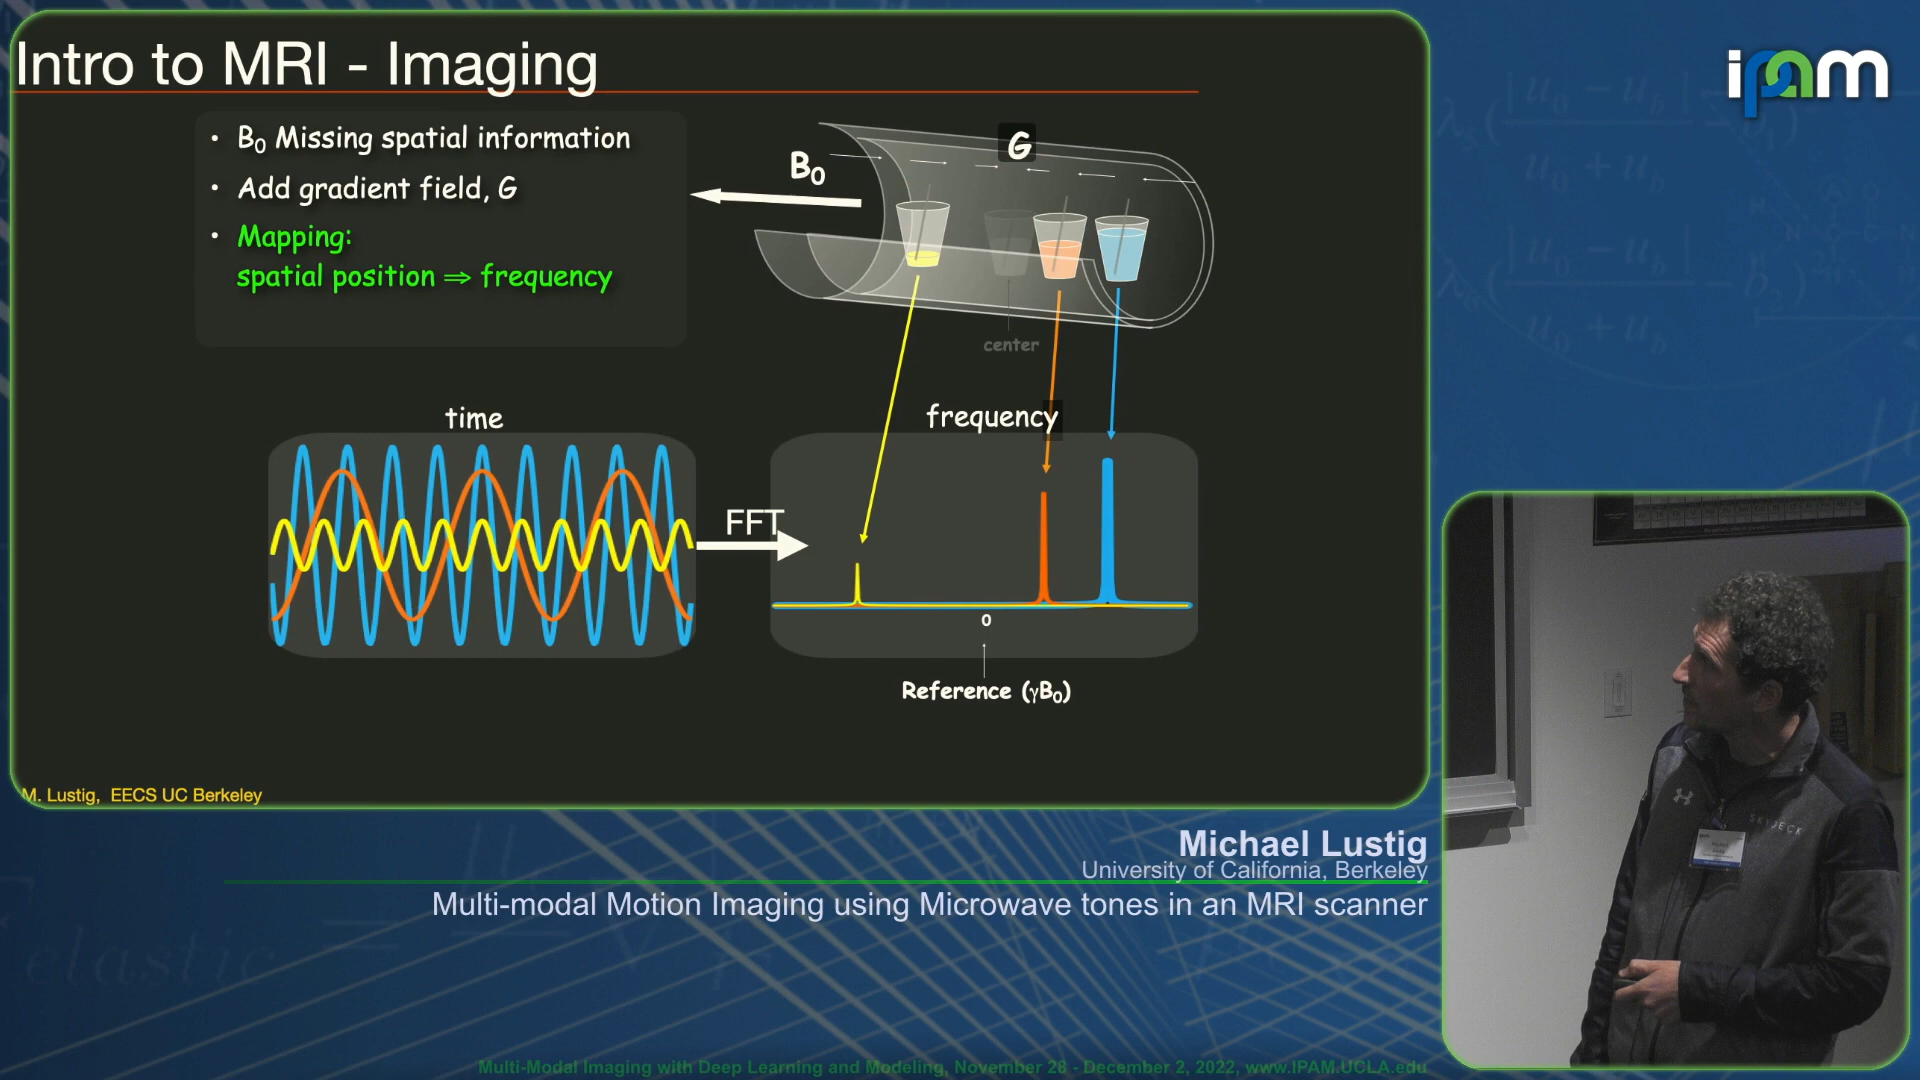 Intro to MRI - Imaging
ipam
• B₀ Missing spatial information
• Add gradient field, G
• Mapping:
spatial position ⇒ frequency
B₀
G
center
time
frequency
FFT
0
Reference (γB₀)
M. Lustig, EECS UC Berkeley
SKYDECK
Michael Lustig
University of California, Berkeley
Multi-modal Motion Imaging using Microwave tones in an MRI scanner
elastic
Multi-Modal Imaging with Deep Learning and Modeling, November 28 - December 2, 2022, www.IPAM.UCLA.edu